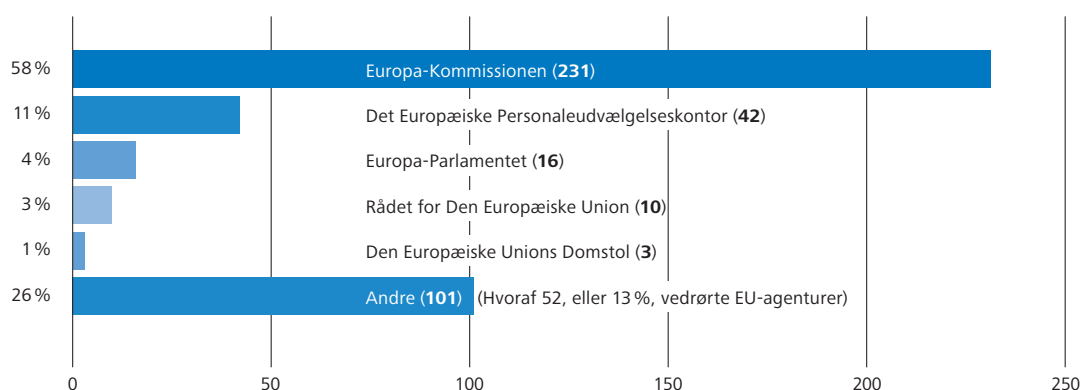 58 % Europa-Kommissionen (231)
11 % Det Europæiske Personaleudvælgelseskontor (42)
4 % Europa-Parlamentet (16)
3 % Rådet for Den Europæiske Union (10)
1 % Den Europæiske Unions Domstol (3)
26 % Andre (101) (Hvoraf 52, eller 13 %, vedrørte EU-agenturer)
0 50 100 150 200 250